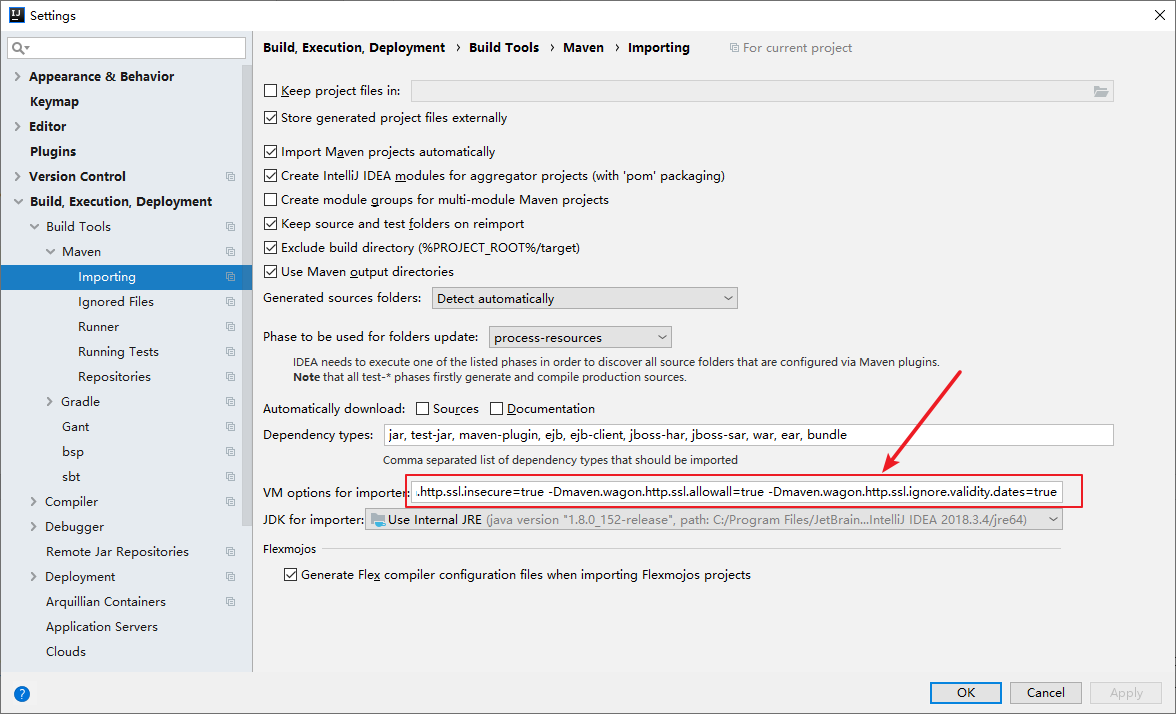 Settings
Appearance & Behavior
Keymap
Editor
Plugins
Version Control
Build, Execution, Deployment
Build Tools
Maven
Importing
Ignored Files
Runner
Running Tests
Repositories
Gradle
Gant
bsp
sbt
Compiler
Debugger
Remote Jar Repositories
Deployment
Arquillian Containers
Application Servers
Clouds
Build, Execution, Deployment › Build Tools › Maven › Importing For current project
Keep project files in:
Store generated project files externally
Import Maven projects automatically
Create IntelliJ IDEA modules for aggregator projects (with 'pom' packaging)
Create module groups for multi-module Maven projects
Keep source and test folders on reimport
Exclude build directory (%PROJECT_ROOT%/target)
Use Maven output directories
Generated sources folders: Detect automatically
Phase to be used for folders update: process-resources
IDEA needs to execute one of the listed phases in order to discover all source folders that are configured via Maven plugins.
Note that all test-* phases firstly generate and compile production sources.
Automatically download: Sources Documentation
Dependency types: jar, test-jar, maven-plugin, ejb, ejb-client, jboss-har, jboss-sar, war, ear, bundle
Comma separated list of dependency types that should be imported
VM options for importer: .http.ssl.insecure=true -Dmaven.wagon.http.ssl.allowall=true -Dmaven.wagon.http.ssl.ignore.validity.dates=true
JDK for importer: Use Internal JRE (java version "1.8.0_152-release", path: C:/Program Files/JetBrain...IntelliJ IDEA 2018.3.4/jre64)
Flexmojos
Generate Flex compiler configuration files when importing Flexmojos projects
?
OK Cancel Apply